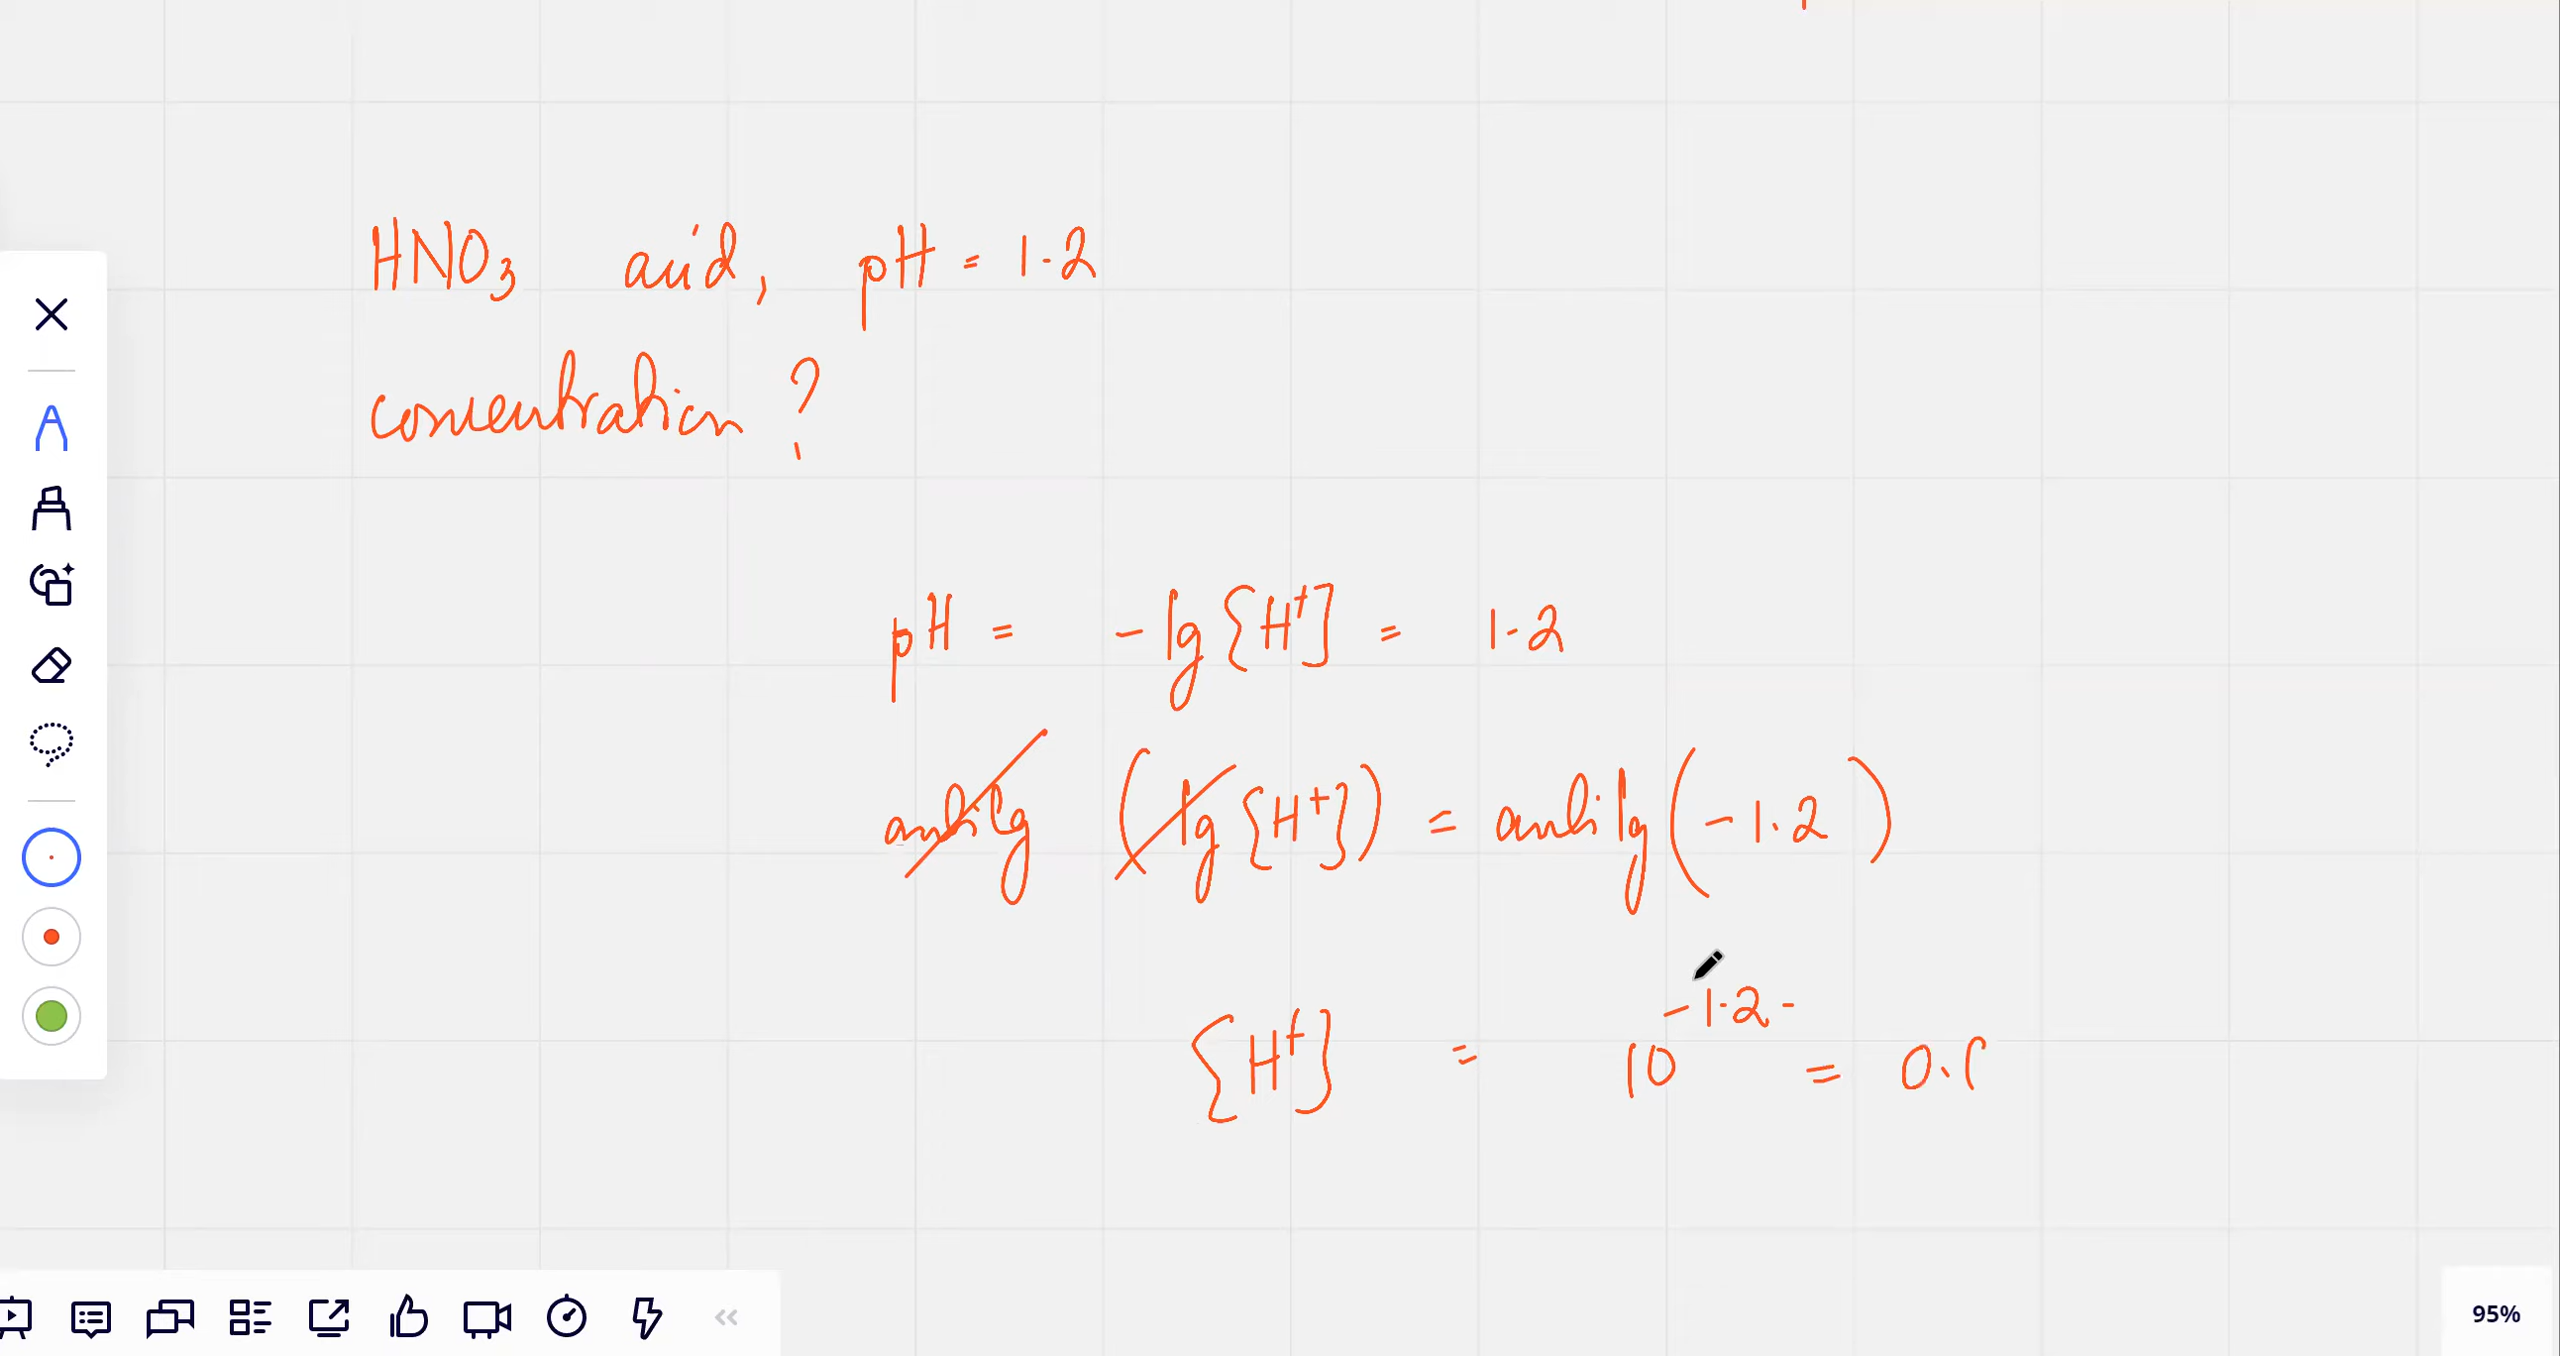 HNO₃ acid, pH = 1.2
concentration ?
pH = - lg {H⁺] = 1.2
antilg (lg {H⁺}) = antilg (-1.2)
{H⁺} = 10^-1.2 - = 0.
95%